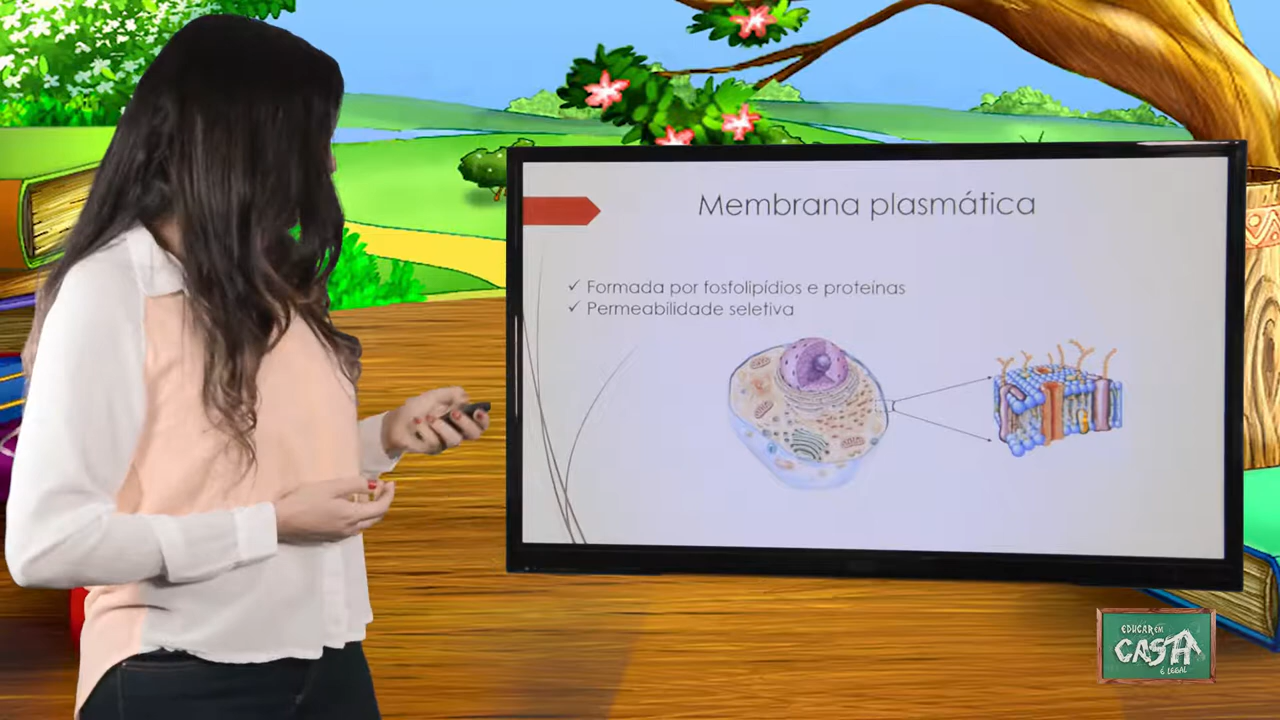 Membrana plasmática
✓ Formada por fosfolipídios e proteínas
✓ Permeabilidade seletiva
EDUCAR EM
CASA
É LEGAL